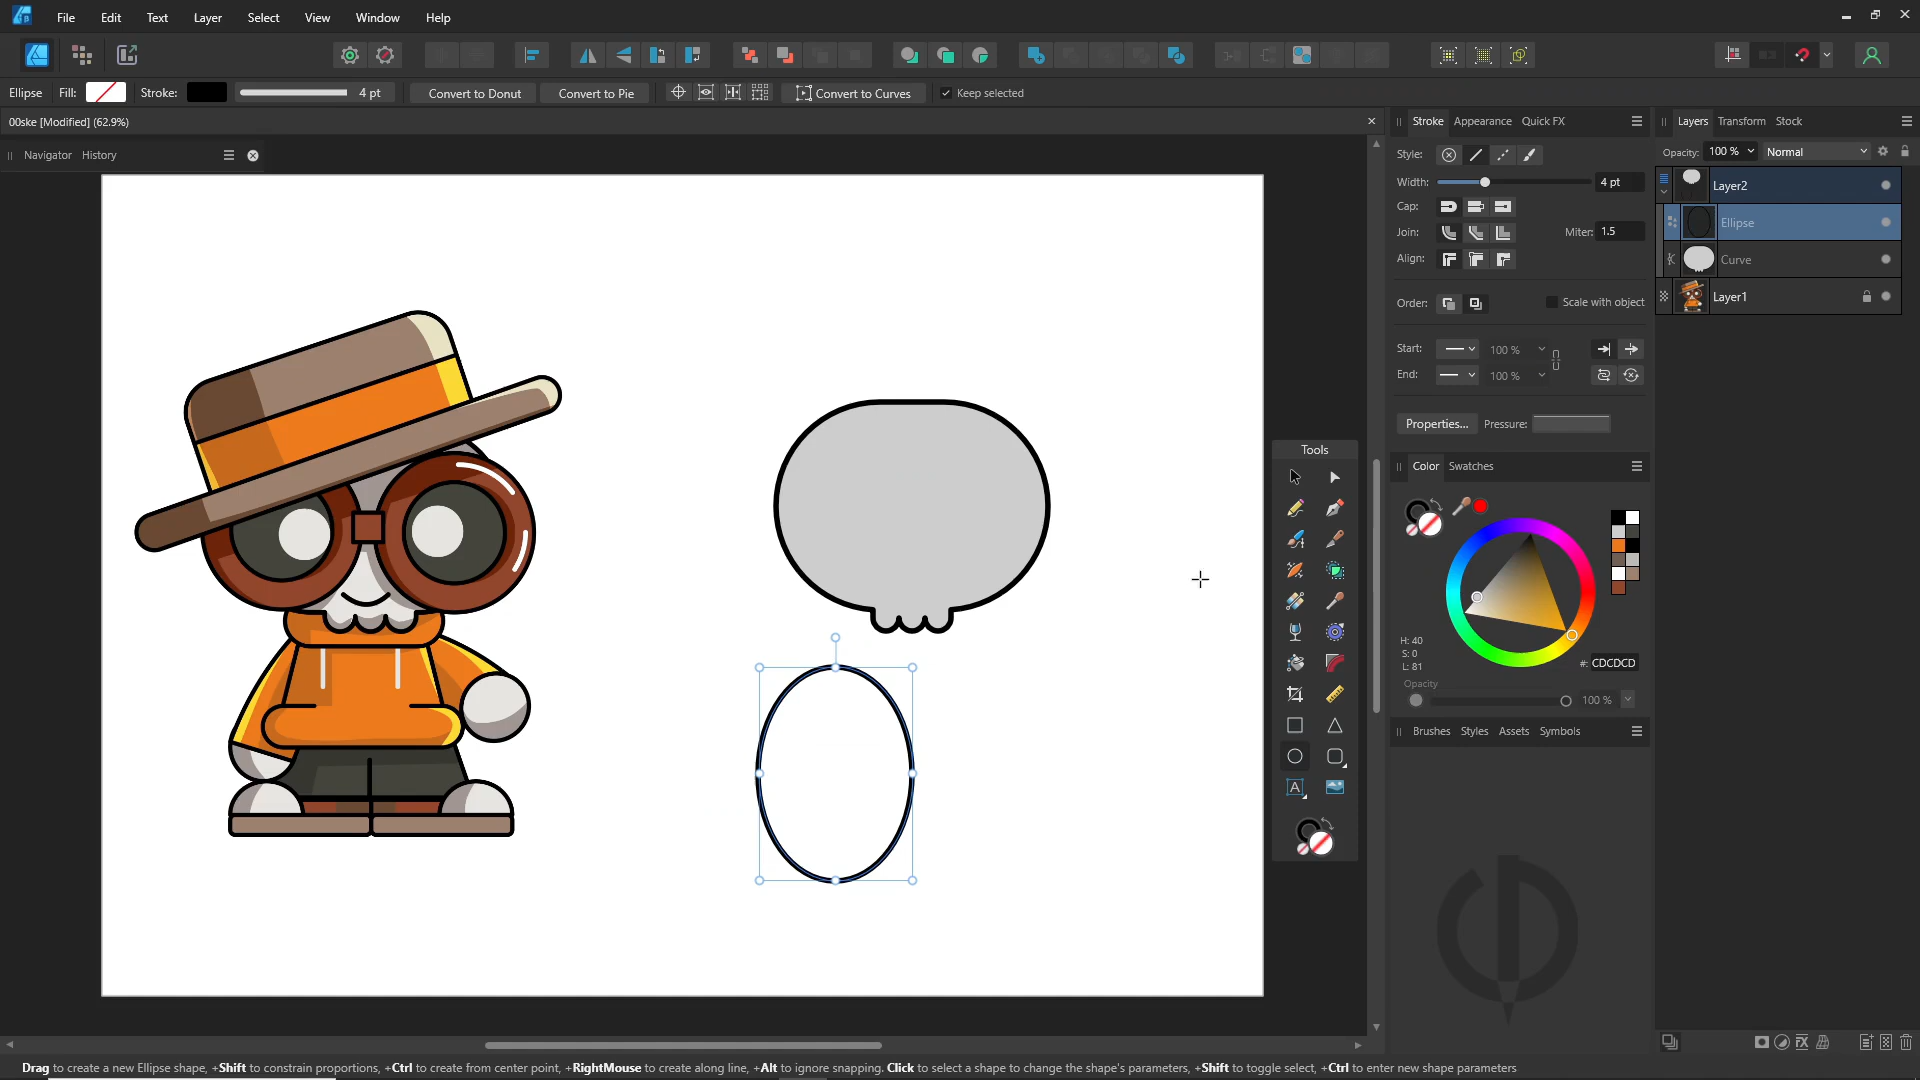 File Edit Text Layer Select View Window Help
Ellipse Fill: Stroke: 4 pt Convert to Donut Convert to Pie Convert to Curves Keep selected
00ske [Modified] (62.9%)
Navigator History
Tools
A
Stroke Appearance Quick FX
Style:
Width: 4 pt
Cap:
Join: Miter: 1.5
Align:
Order: Scale with object
Start: 100 %
End: 100 %
Properties... Pressure:
Color Swatches
H: 40
S: 0
L: 81
#: CDCDCD
Opacity
100 %
Brushes Styles Assets Symbols
Layers Transform Stock
Opacity: 100 % Normal
Layer2
Ellipse
Curve
Layer1
Drag to create a new Ellipse shape, +Shift to constrain proportions, +Ctrl to create from center point, +RightMouse to create along line, +Alt to ignore snapping. Click to select a shape to change the shape's parameters, +Shift to toggle select, +Ctrl to enter new shape parameters